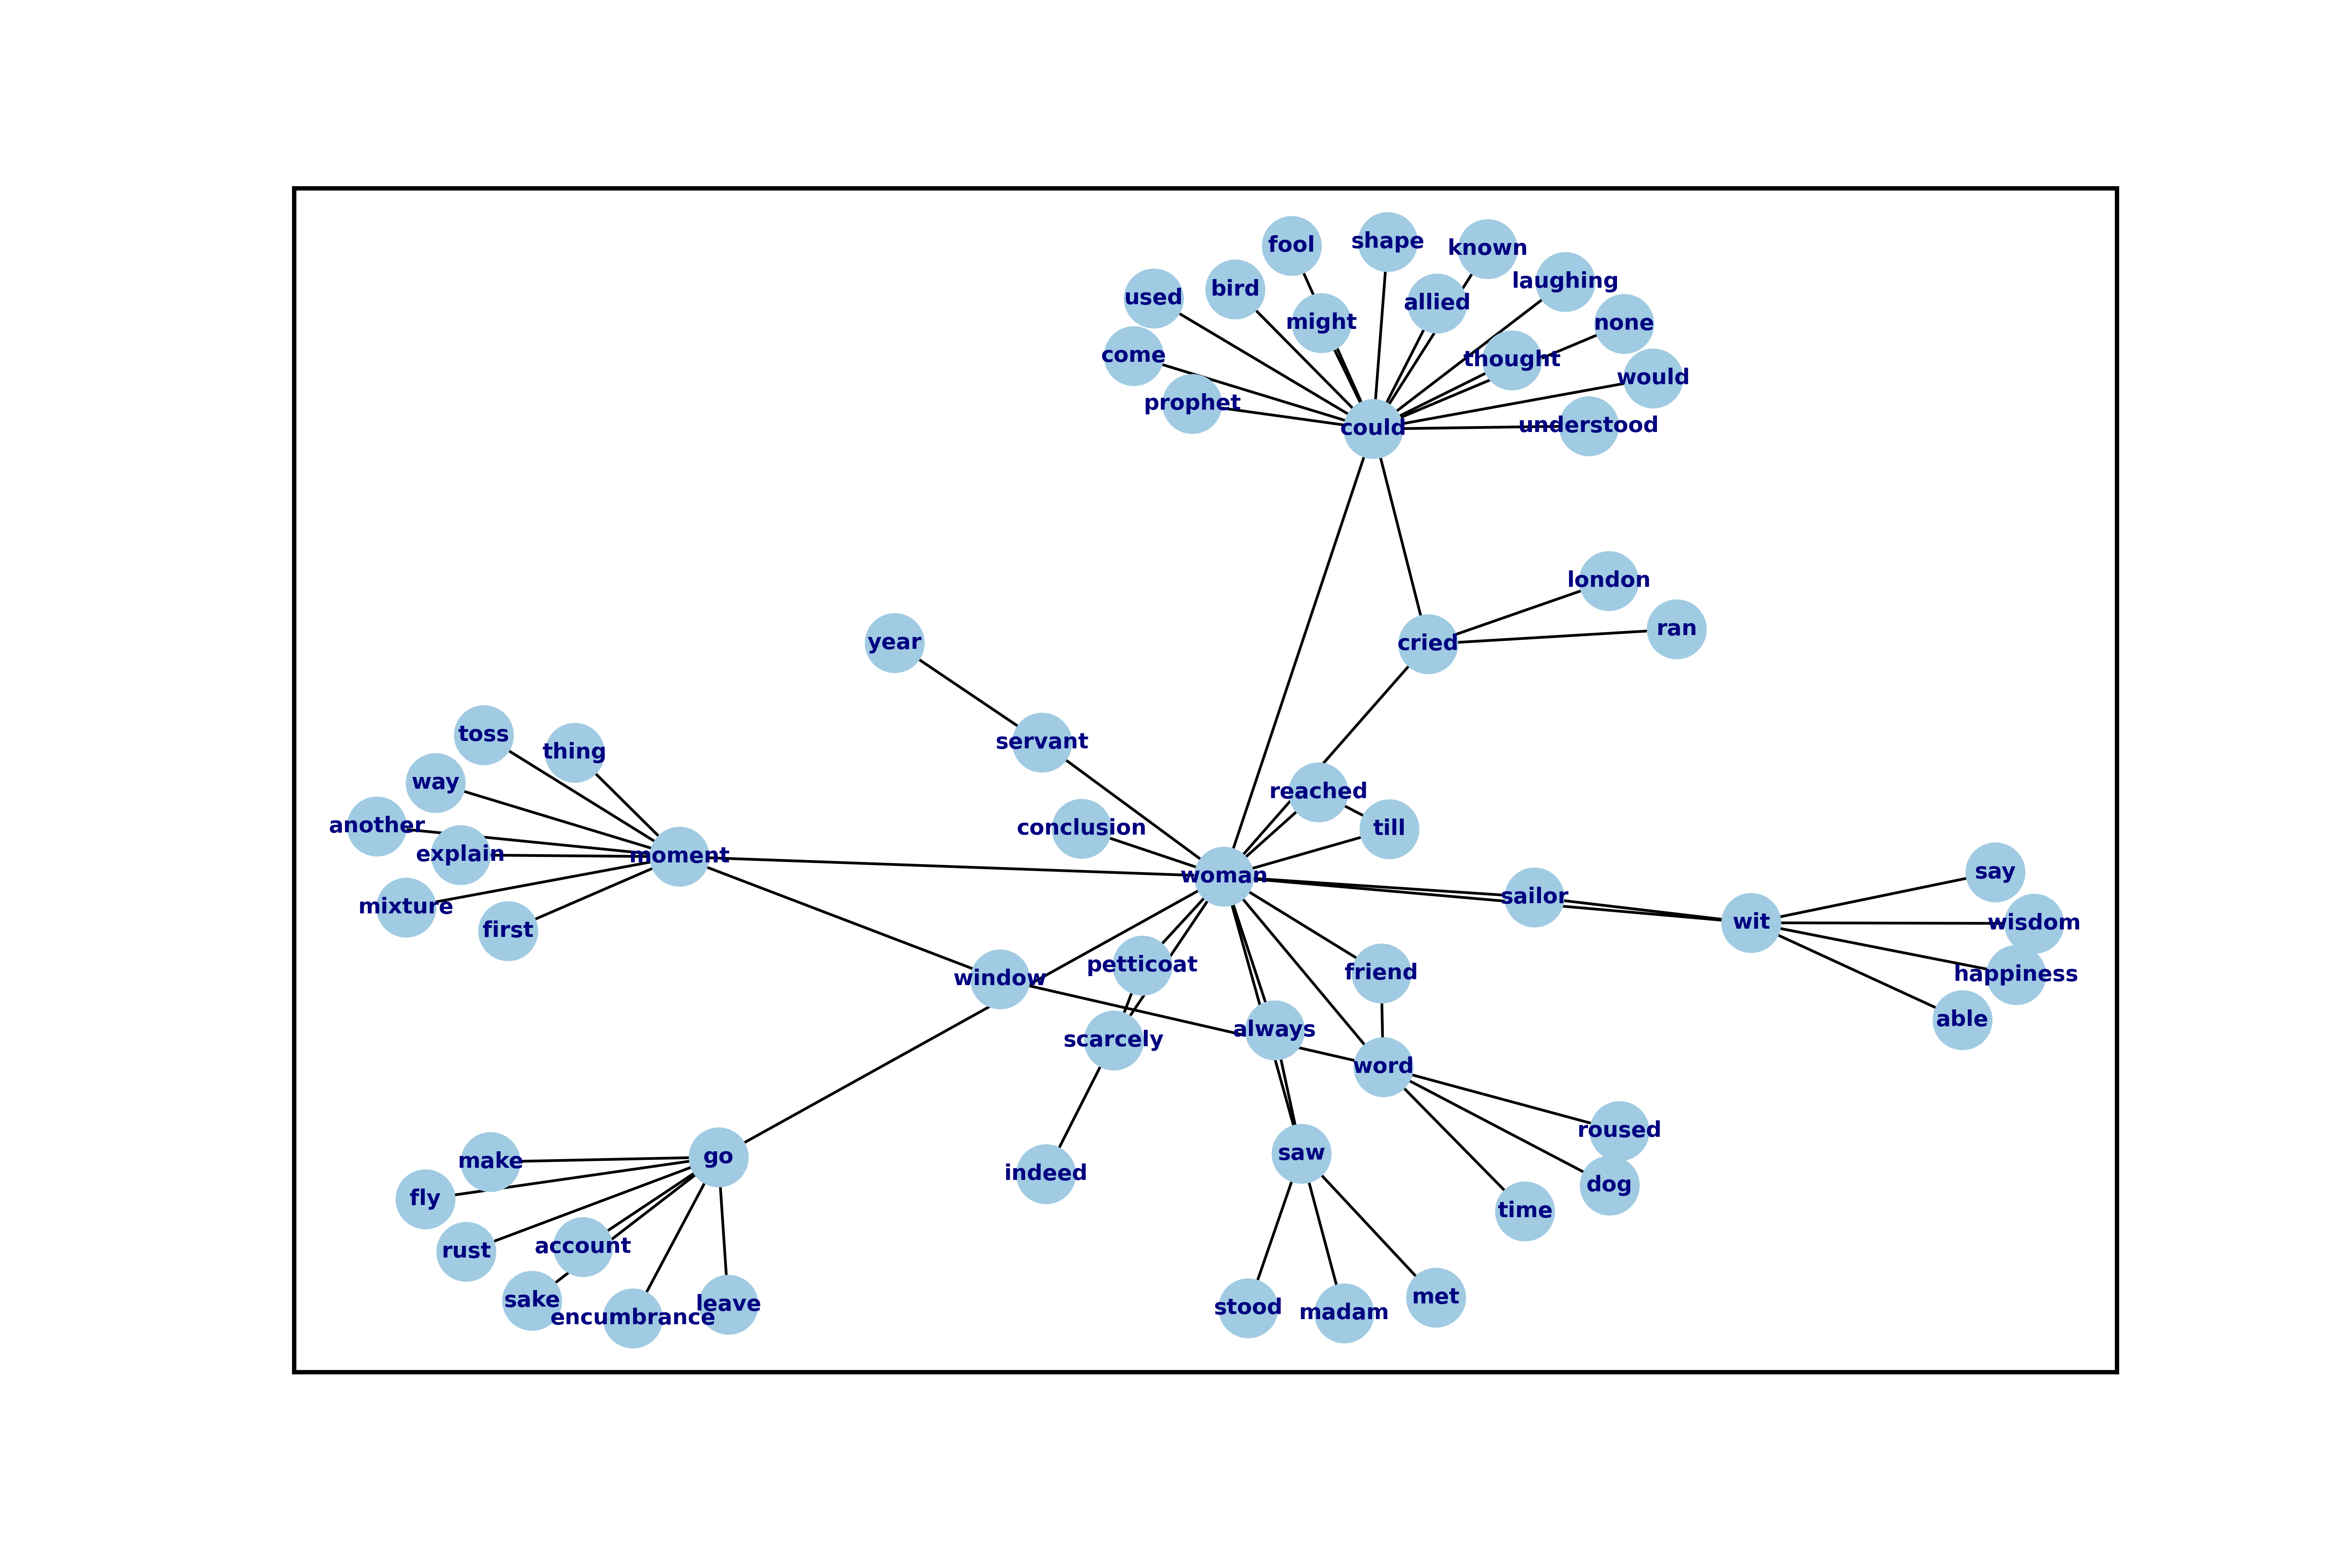 shape
fool
known
laughing
bird
used
allied
might
none
come
thought
would
prophet
understood
could
london
ran
year
cried
toss
servant
thing
way
reached
another
conclusion
till
explain
moment
say
woman
sailor
mixture
wit
wisdom
first
petticoat
friend
happiness
window
able
always
scarcely
word
roused
saw
go
make
indeed
dog
fly
time
account
rust
met
sake
leave
stood
madam
encumbrance